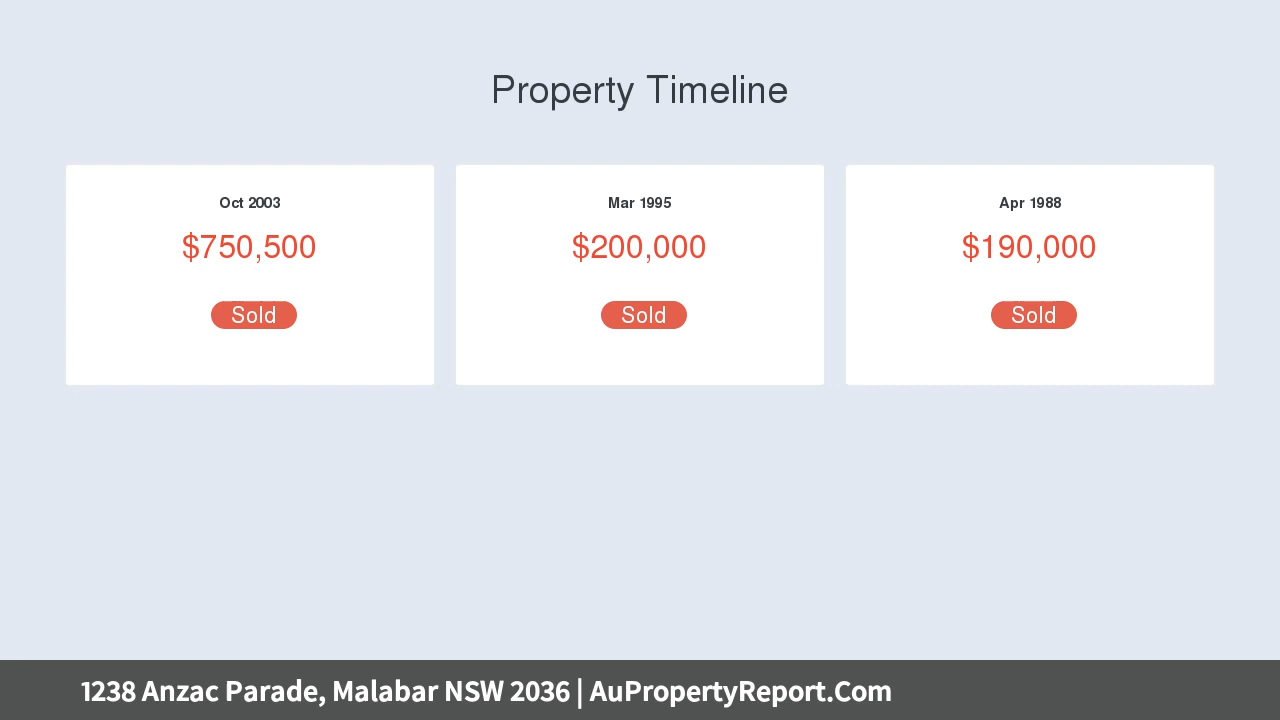 Property Timeline
Oct 2003
$750,500
Sold
Mar 1995
$200,000
Sold
Apr 1988
$190,000
Sold
1238 Anzac Parade, Malabar NSW 2036 | AuPropertyReport.Com